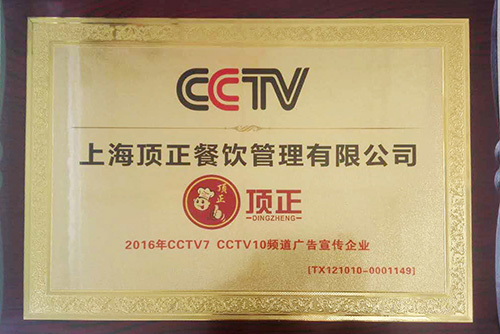 CCTV
上海顶正餐饮管理有限公司
顶正
顶正
DINGZHENG
2016年CCTV7 CCTV10频道广告宣传企业
[TX121010-0001149]